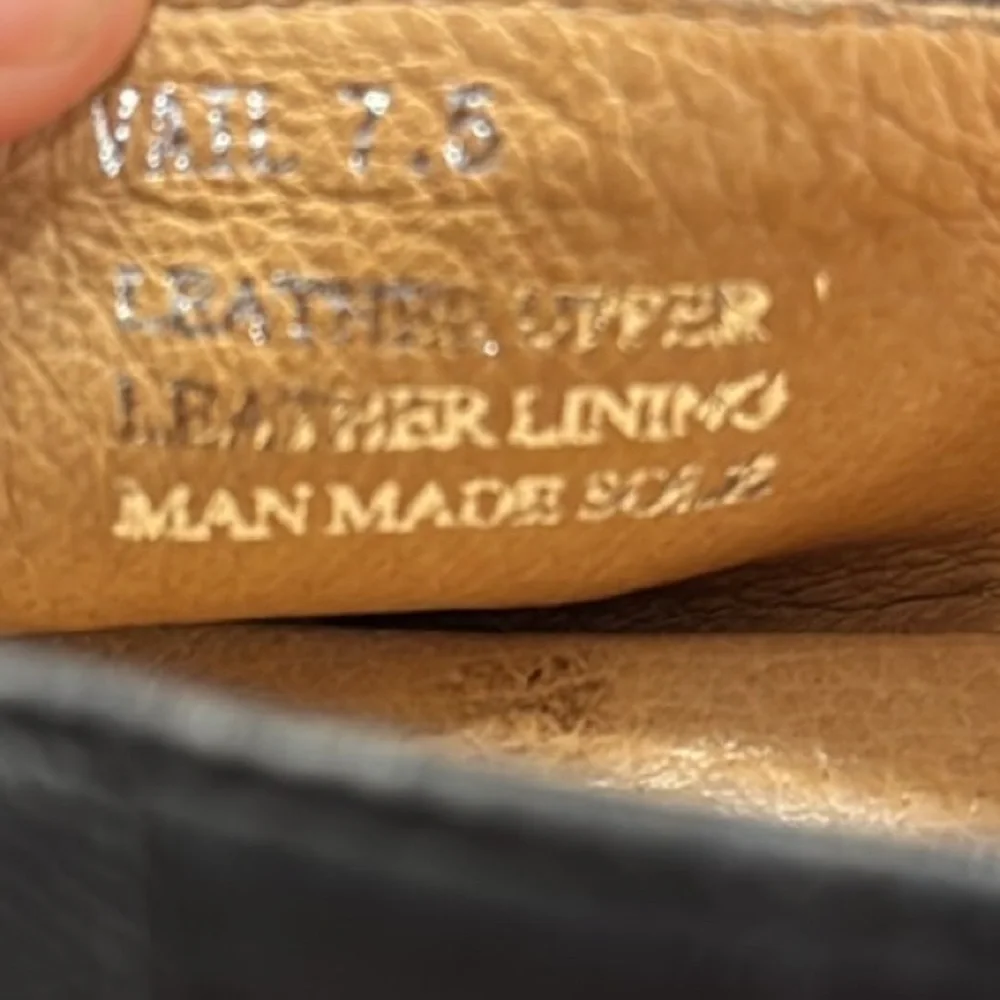 VAIL 7.5
LEATHER UPPER
LEATHER LINING
MAN MADE SOLE